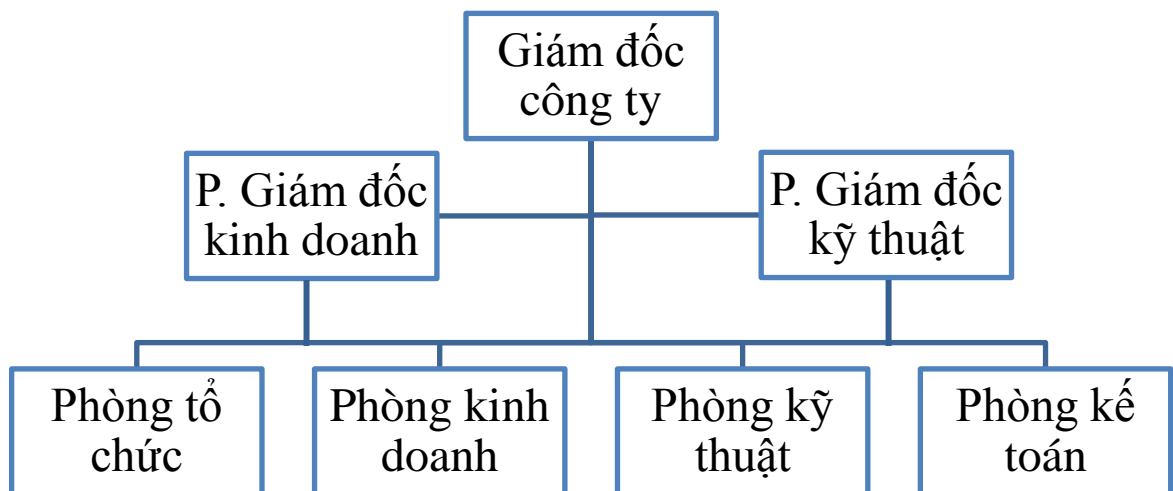 Giám đốc
công ty
P. Giám đốc
kinh doanh
P. Giám đốc
kỹ thuật
Phòng tổ
chức
Phòng kinh
doanh
Phòng kỹ
thuật
Phòng kế
toán